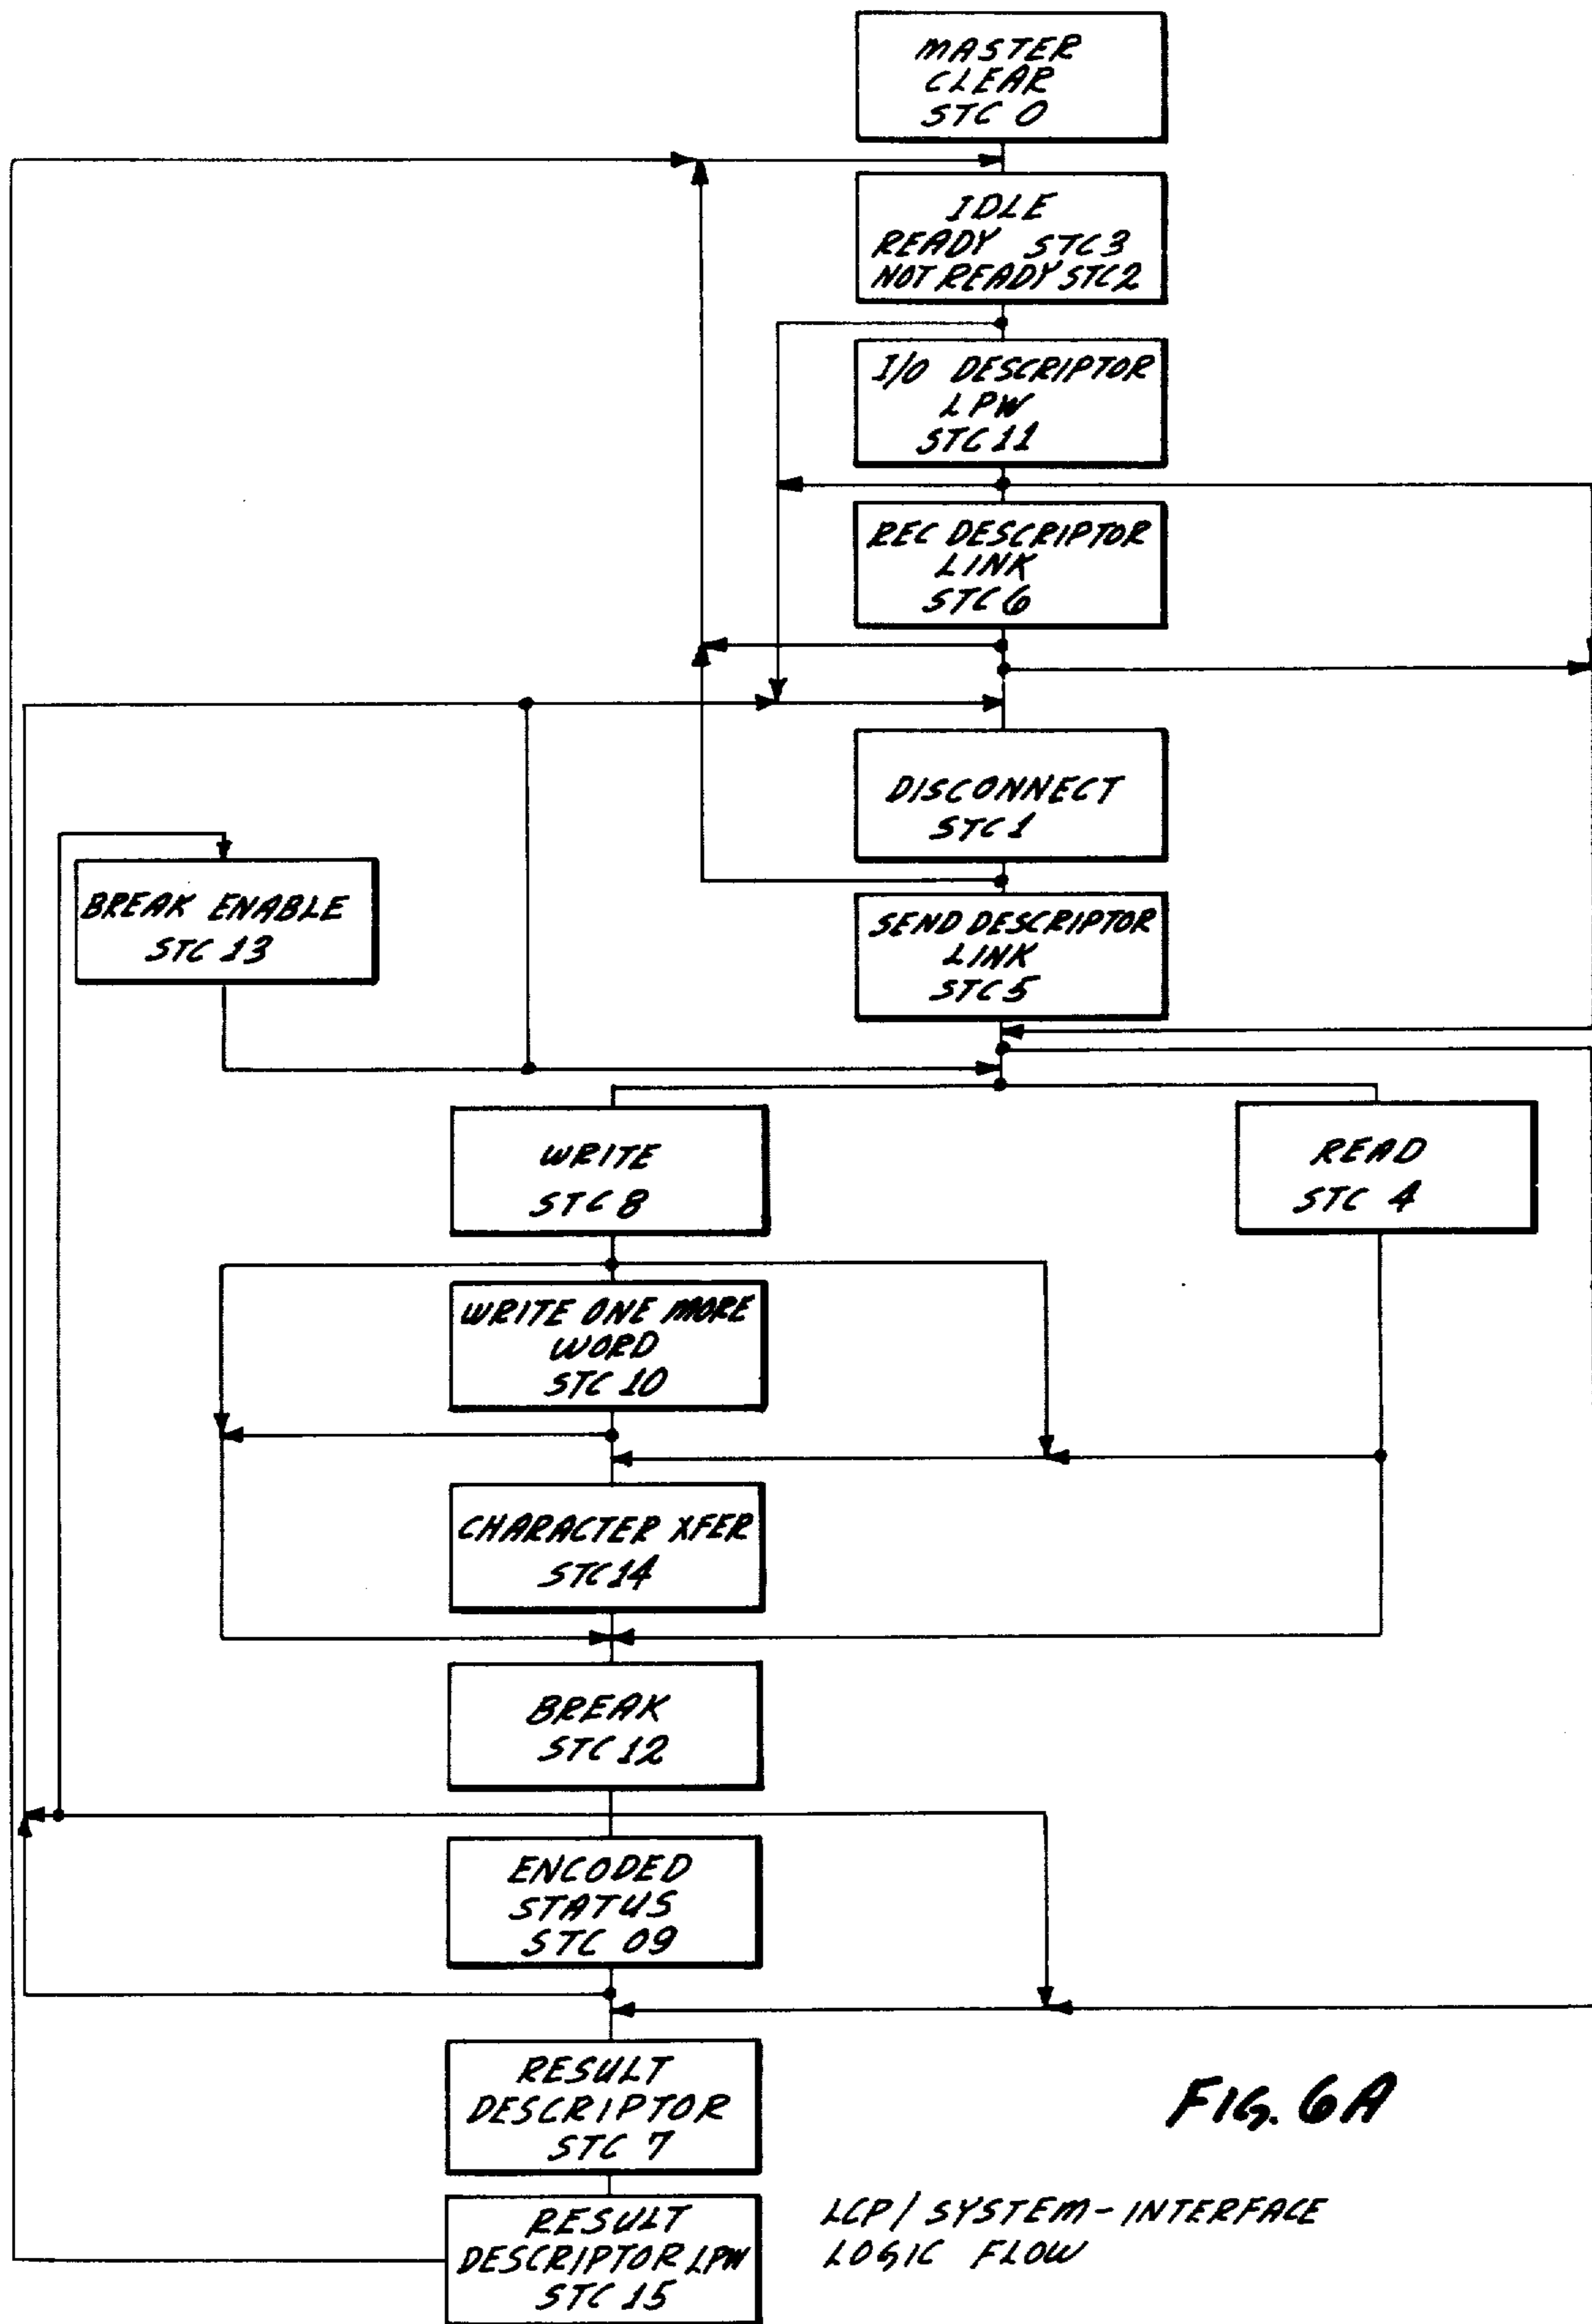 MASTER
CLEAR
STC 0
IDLE
READY STC3
NOT READY STC2
I/O DESCRIPTOR
LPW
STC 11
REC DESCRIPTOR
LINK
STC 6
DISCONNECT
STC 1
BREAK ENABLE
STC 13
SEND DESCRIPTOR
LINK
STC 5
WRITE
STC 8
READ
STC 4
WRITE ONE MORE
WORD
STC 10
CHARACTER XFER
STC 14
BREAK
STC 12
ENCODED
STATUS
STC 09
RESULT
DESCRIPTOR
STC 7
RESULT
DESCRIPTOR LPW
STC 15
FIG. 6A
LCP / SYSTEM-INTERFACE
LOGIC FLOW